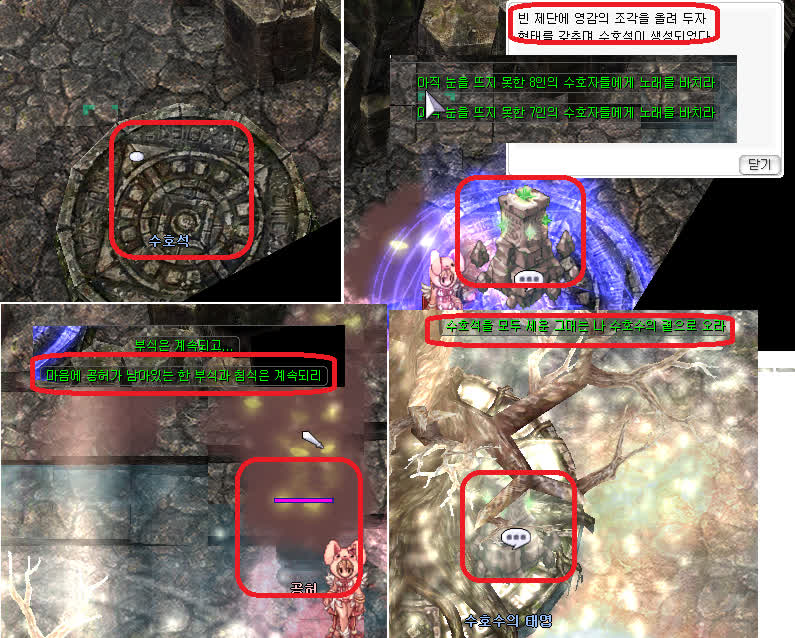 수호석
빈 제단에 영감의 조각을 올려 두자
형태를 갖추며 수호석이 생성되었다
아직 눈을 뜨지 못한 8인의 수호자들에게 노래를 바치라
아직 눈을 뜨지 못한 7인의 수호자들에게 노래를 바치라
닫기
부식은 계속되고...
마음에 공허가 남아있는 한 부식과 침식은 계속되리
공허
수호석을 모두 세운 그대는 나 수호수의 곁으로 오라
수호수의 태엽